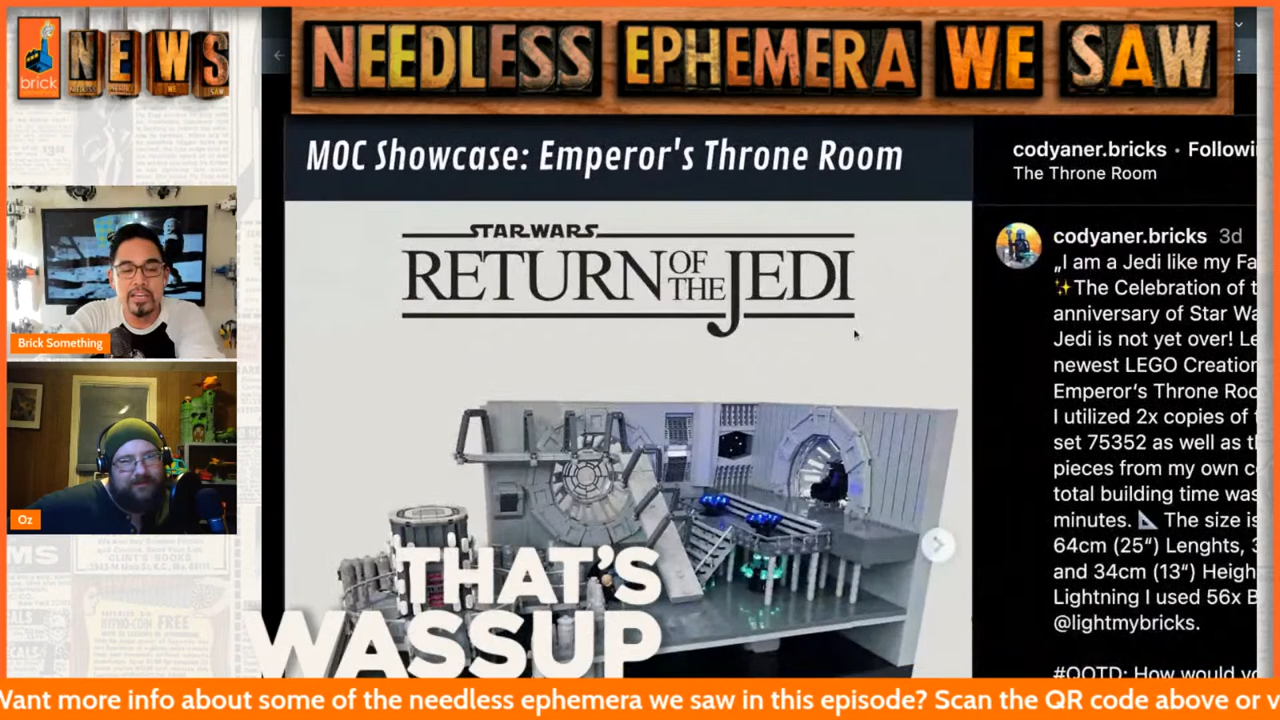 brick
NEWS
NEEDLESS EPHEMERA WE SAW
MOC Showcase: Emperor's Throne Room
STAR WARS
RETURN OF THE JEDI
codyaner.bricks • Followi
The Throne Room
codyaner.bricks 3d
„I am a Jedi like my Fa
✨The Celebration of t
anniversary of Star Wa
Jedi is not yet over! Le
newest LEGO Creation
Emperor‘s Throne Roo
I utilized 2x copies of t
set 75352 as well as th
pieces from my own co
total building time was
minutes. 📐 The size is
64cm (25“) Lenghts, 3
and 34cm (13“) Heigh
Lightning I used 56x B
@lightmybricks.
#QOTD: How would yo
Brick Something
Oz
THAT'S
WASSUP
Want more info about some of the needless ephemera we saw in this episode? Scan the QR code above or v